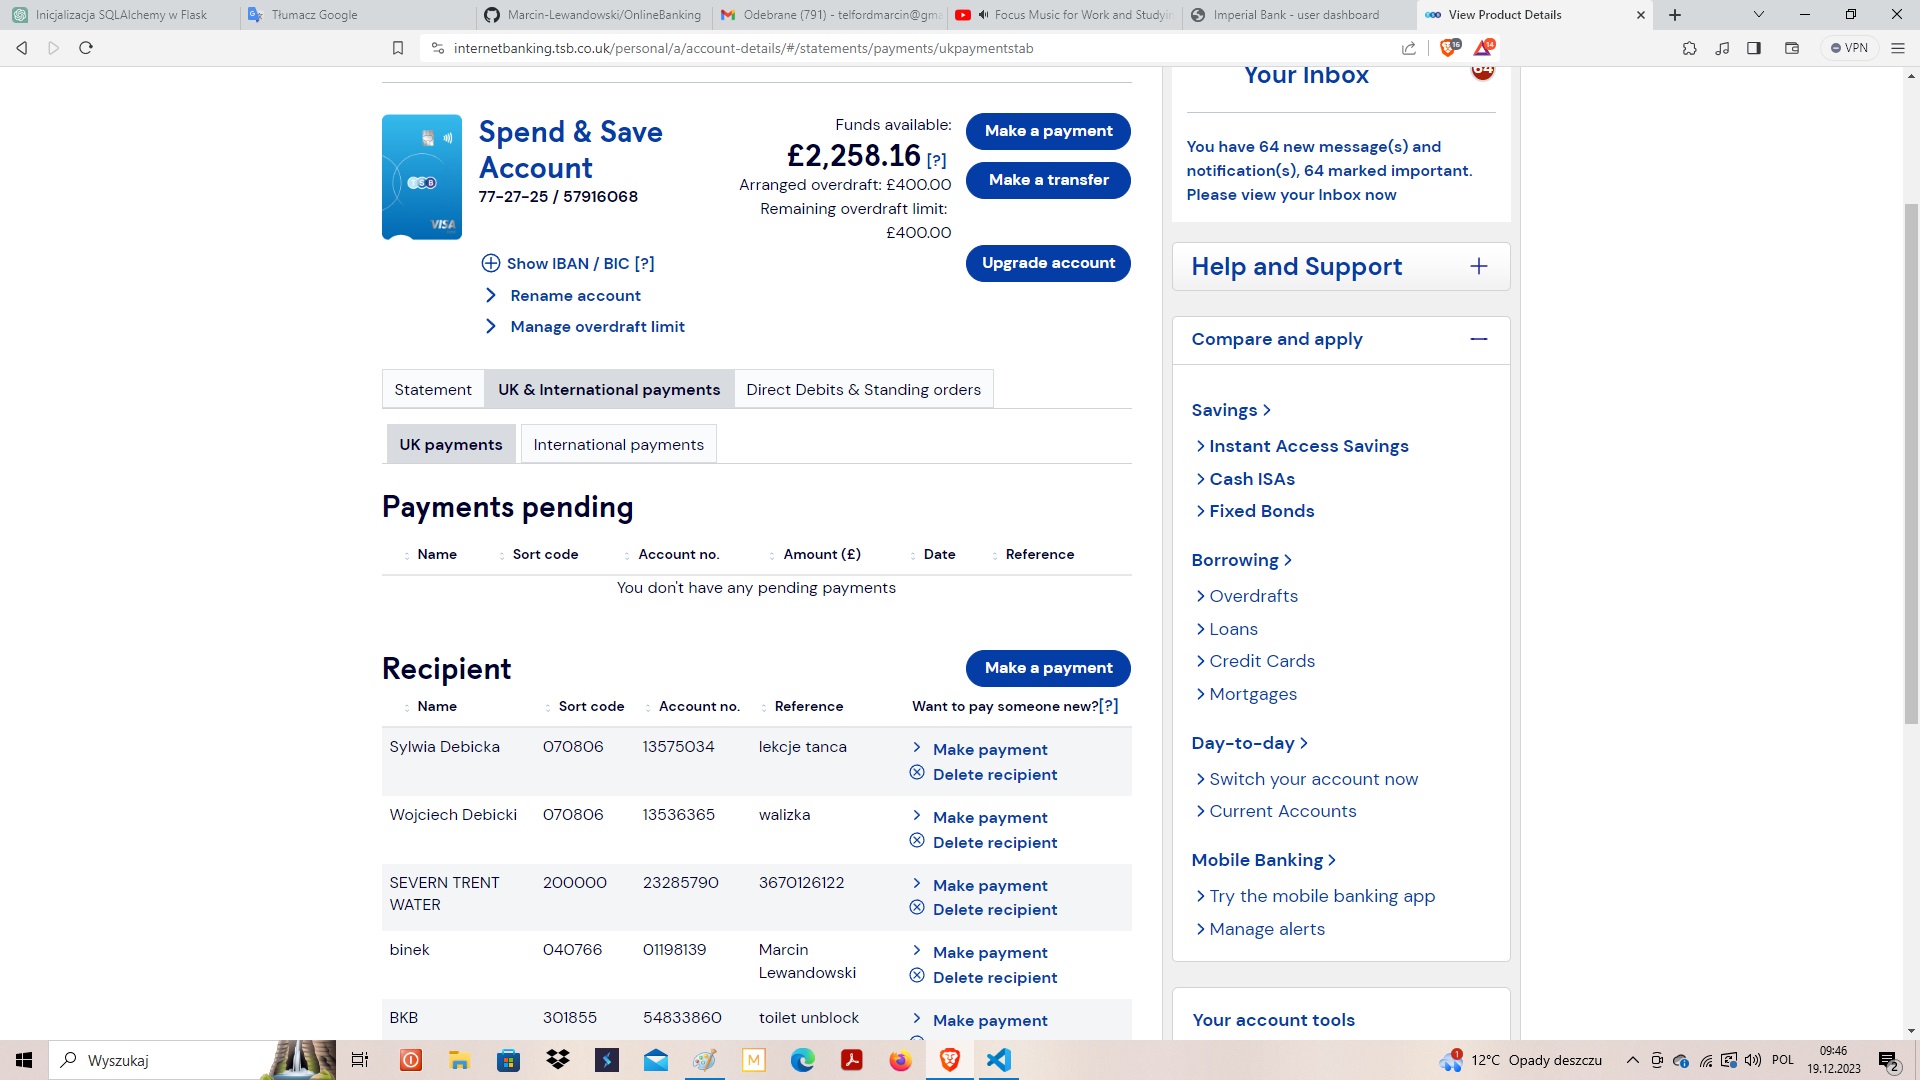 Inicjalizacja SQLAlchemy w Flask
Tłumacz Google
Marcin-Lewandowski/OnlineBanking
Odebrane (791) - telfordmarcin@gma
Focus Music for Work and Studyin
Imperial Bank - user dashboard
View Product Details
internetbanking.tsb.co.uk/personal/a/account-details/#/statements/payments/ukpaymentstab
16
14
VPN
Spend & Save
Account
77-27-25 / 57916068
TSB
VISA
Funds available:
£2,258.16 [?]
Arranged overdraft: £400.00
Remaining overdraft limit:
£400.00
Make a payment
Make a transfer
Upgrade account
Show IBAN / BIC [?]
Rename account
Manage overdraft limit
Statement
UK & International payments
Direct Debits & Standing orders
UK payments
International payments
Payments pending
Name Sort code Account no. Amount (£) Date Reference
You don't have any pending payments
Recipient
Make a payment
Name Sort code Account no. Reference Want to pay someone new?[?]
Sylwia Debicka 070806 13575034 lekcje tanca Make payment
Delete recipient
Wojciech Debicki 070806 13536365 walizka Make payment
Delete recipient
SEVERN TRENT 200000 23285790 3670126122 Make payment
WATER Delete recipient
binek 040766 01198139 Marcin Make payment
Lewandowski Delete recipient
BKB 301855 54833860 toilet unblock Make payment
Your Inbox
64
You have 64 new message(s) and
notification(s), 64 marked important.
Please view your Inbox now
Help and Support
Compare and apply
Savings
Instant Access Savings
Cash ISAs
Fixed Bonds
Borrowing
Overdrafts
Loans
Credit Cards
Mortgages
Day-to-day
Switch your account now
Current Accounts
Mobile Banking
Try the mobile banking app
Manage alerts
Your account tools
Wyszukaj
M
1
12°C Opady deszczu
POL
09:46
19.12.2023
2